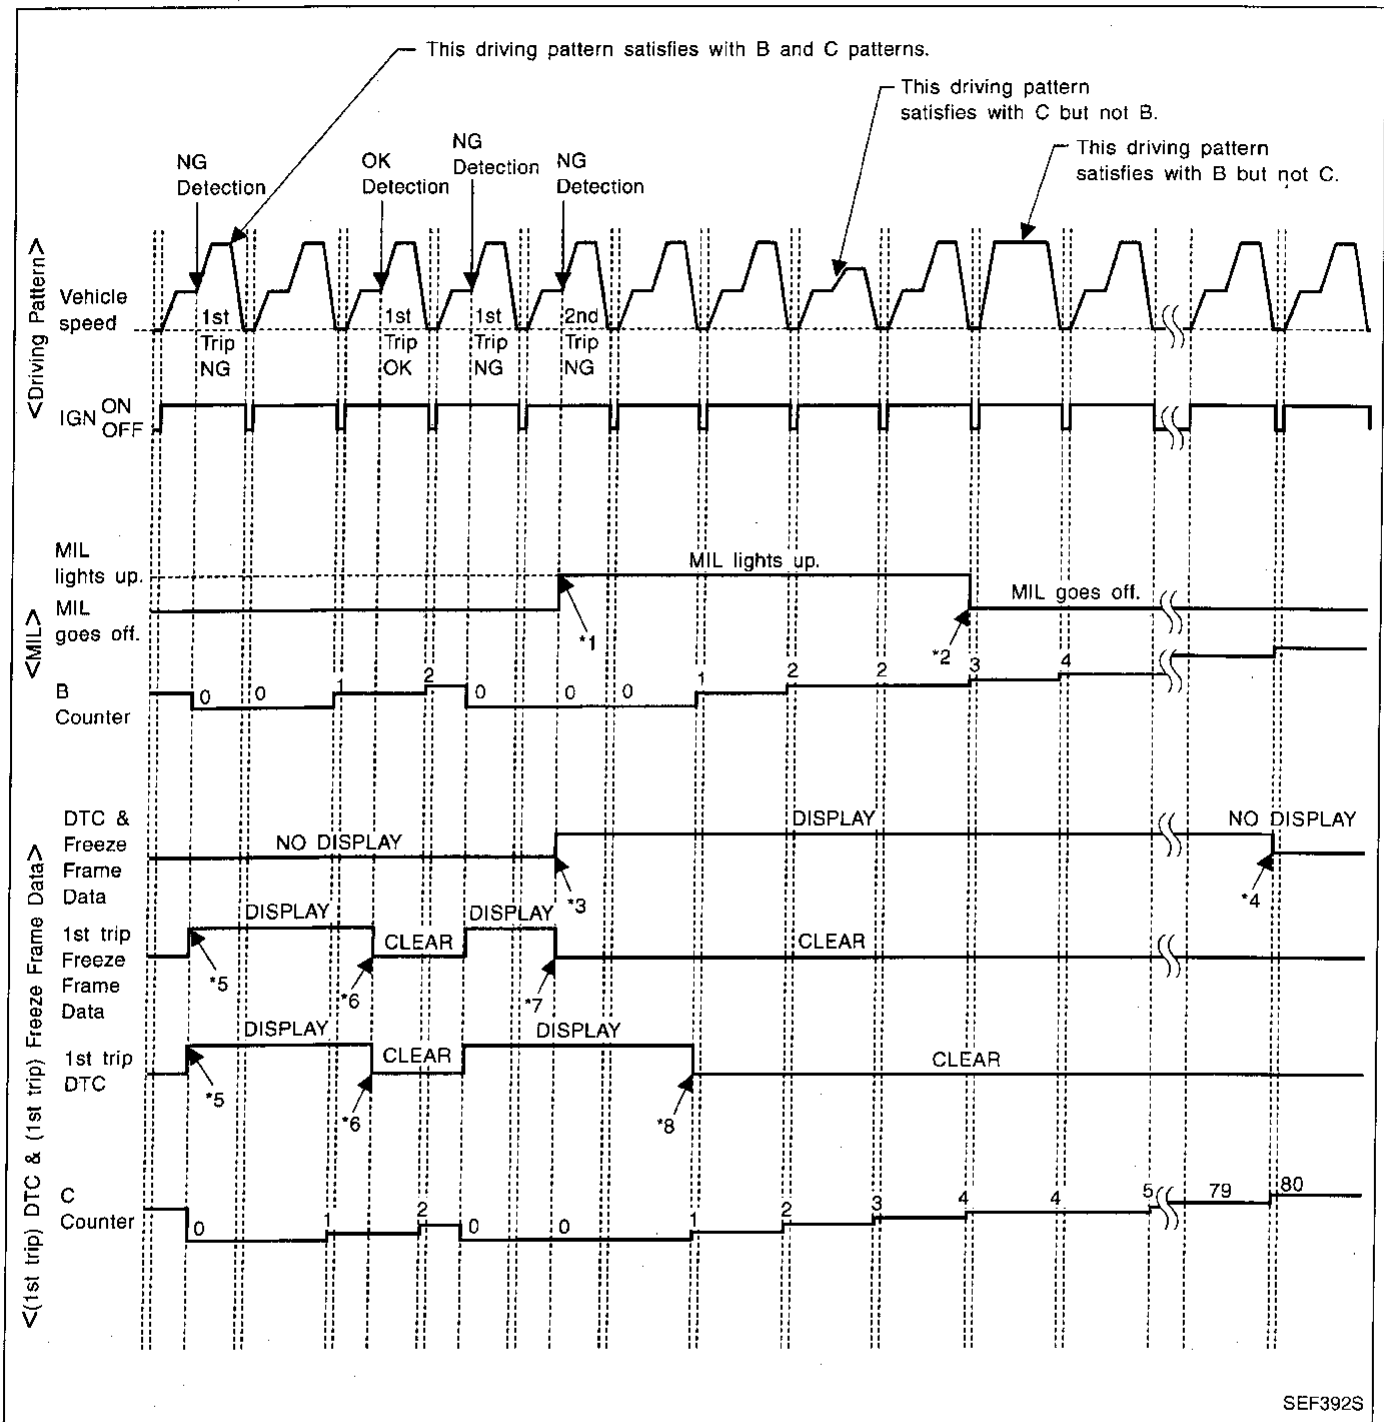 This driving pattern satisfies with B and C patterns.
This driving pattern
satisfies with C but not B.
This driving pattern
satisfies with B but not C.
NG
Detection
OK
Detection
NG
Detection
NG
Detection
<Driving Pattern>
Vehicle
speed
1st
Trip
NG
1st
Trip
OK
1st
Trip
NG
2nd
Trip
NG
IGN ON
OFF
<MIL>
MIL
lights up.
MIL lights up.
MIL
goes off.
MIL goes off.
*1
*2
B
Counter
0 0 1 2 0 0 0 1 2 2 3 4
<(1st trip) DTC & (1st trip) Freeze Frame Data>
DTC &
Freeze
Frame
Data
NO DISPLAY
DISPLAY
NO DISPLAY
*3
*4
1st trip
Freeze
Frame
Data
DISPLAY
CLEAR
DISPLAY
CLEAR
*5
*6
*7
1st trip
DTC
DISPLAY
CLEAR
DISPLAY
CLEAR
*5
*6
*8
C
Counter
0 1 2 0 0 1 2 3 4 4 5 79 80
SEF392S